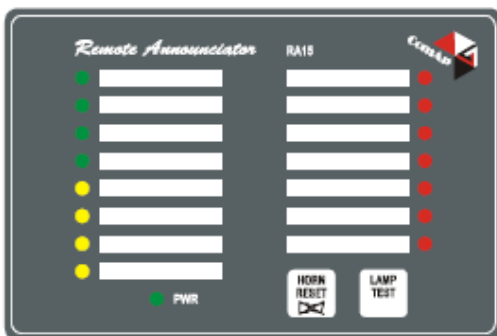 Remote Announciator RA15
ComAp
PWR
HORN
RESET
LAMP
TEST